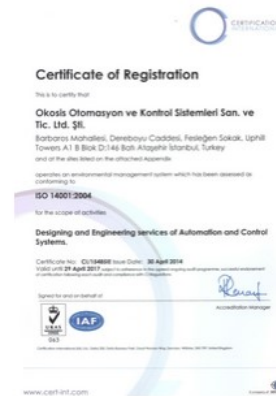 CERTIFICATION
INTERNATIONAL
Certificate of Registration
This is to certify that
Okosis Otomasyon ve Kontrol Sistemleri San. ve
Tic. Ltd. Şti.
Barbaros Mahallesi, Dereboyu Caddesi, Fesleğen Sokak, Uphill
Towers A1 B Blok D:146 Batı Ataşehir İstanbul, Turkey
and at the sites listed on the attached Appendix
operates an environmental management system which has been assessed as
conforming to
ISO 14001:2004
for the scope of activities
Designing and Engineering services of Automation and Control
Systems.
Certificate No: Issue Date: 30 April 2014
Valid until 29 April 2017
Signed for and on behalf of
Accreditation Manager
UKAS
IAF
063
www.cert-int.com